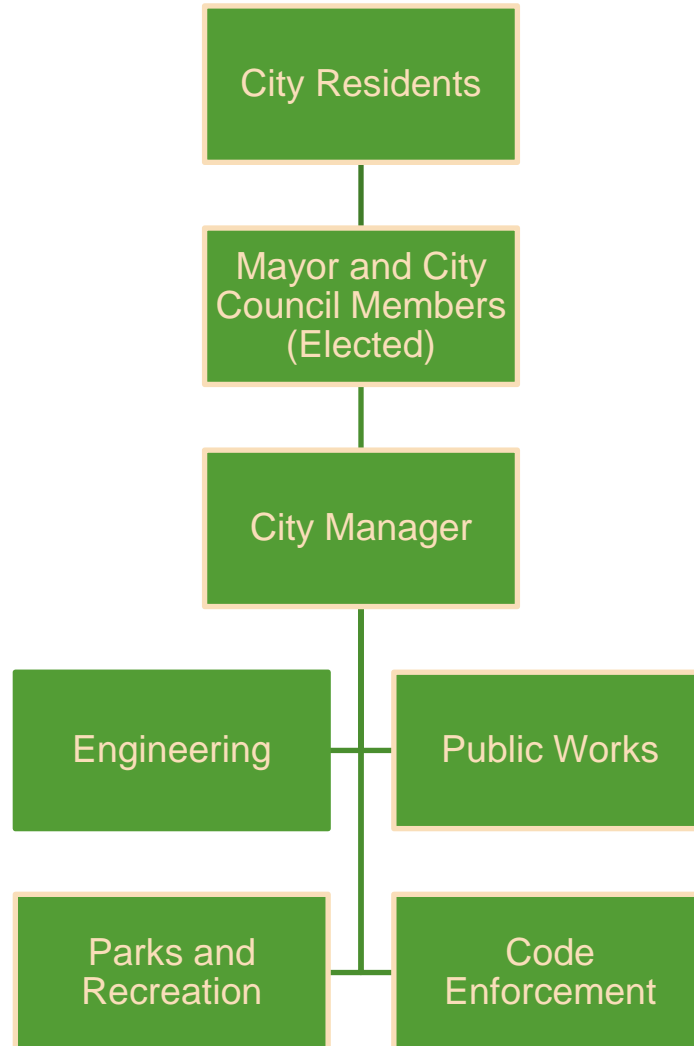 City Residents
Mayor and City
Council Members
(Elected)
City Manager
Engineering
Public Works
Parks and
Recreation
Code
Enforcement